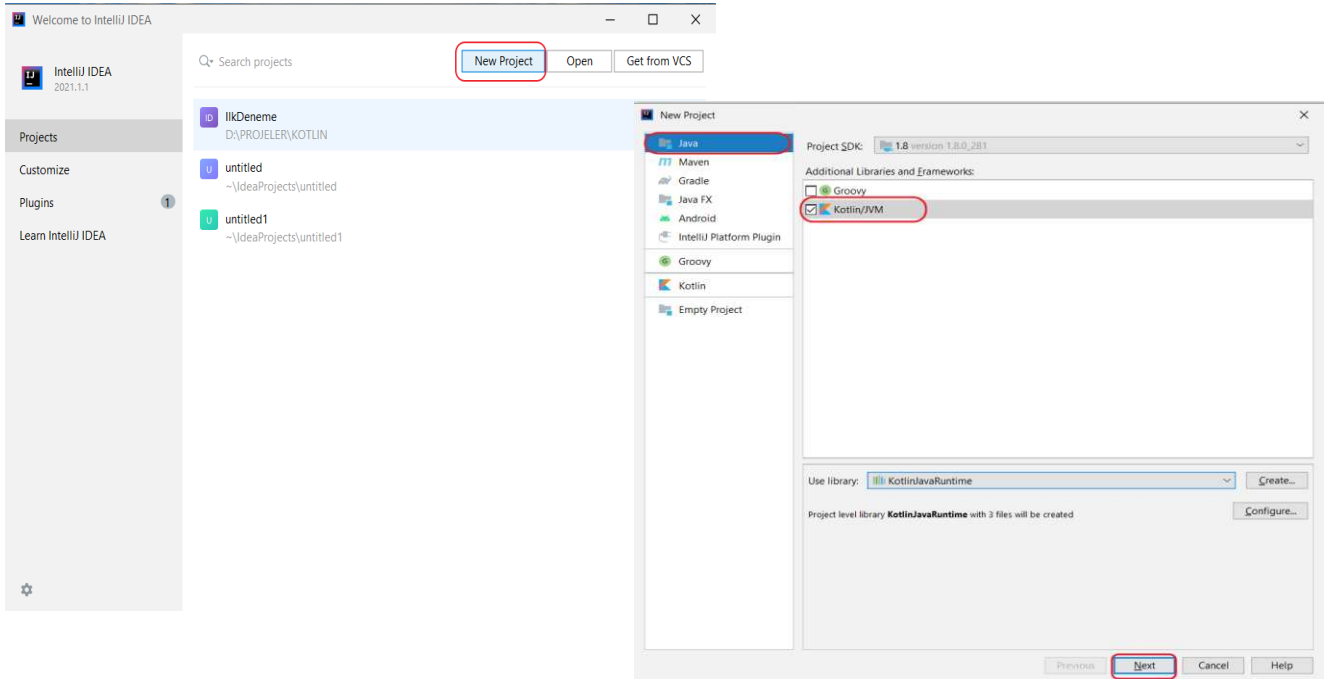 Welcome to IntelliJ IDEA
IntelliJ IDEA
2021.1.1
Projects
Customize
Plugins
1
Learn IntelliJ IDEA
Search projects
New Project
Open
Get from VCS
ID
IlkDeneme
D:\PROJELER\KOTLIN
U
untitled
~\IdeaProjects\untitled
U
untitled1
~\IdeaProjects\untitled1
New Project
Java
Maven
Gradle
Java FX
Android
IntelliJ Platform Plugin
Groovy
Kotlin
Empty Project
Project SDK: 1.8 version 1.8.0_281
Additional Libraries and Frameworks:
Groovy
Kotlin/JVM
Use library: KotlinJavaRuntime
Create...
Project level library KotlinJavaRuntime with 3 files will be created
Configure...
Previous
Next
Cancel
Help